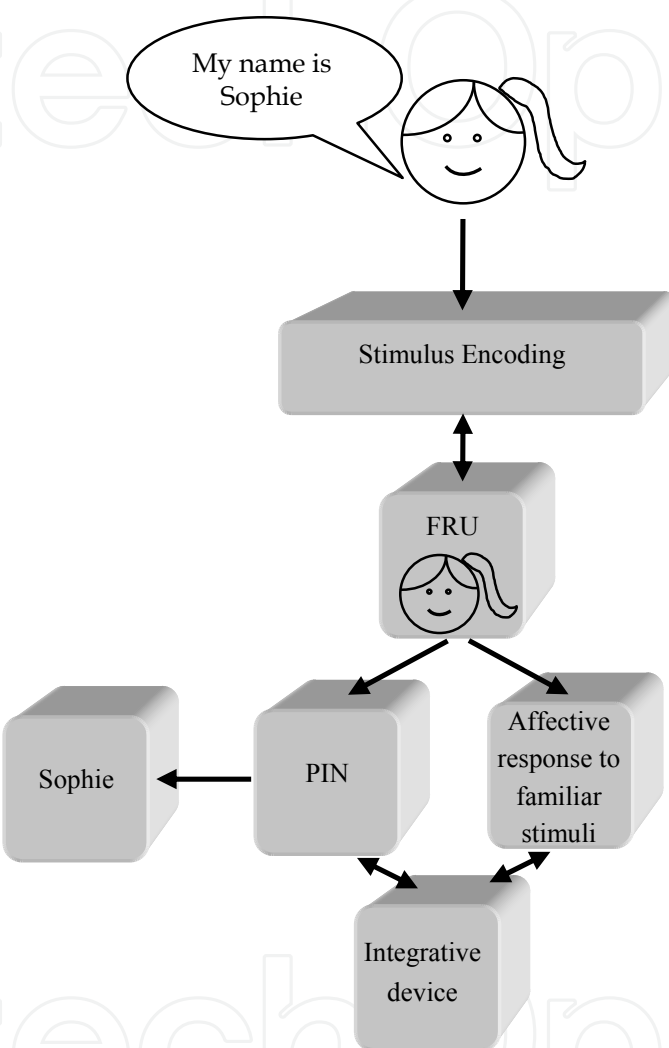 My name is
Sophie
Stimulus Encoding
FRU
Sophie
PIN
Affective
response to
familiar
stimuli
Integrative
device